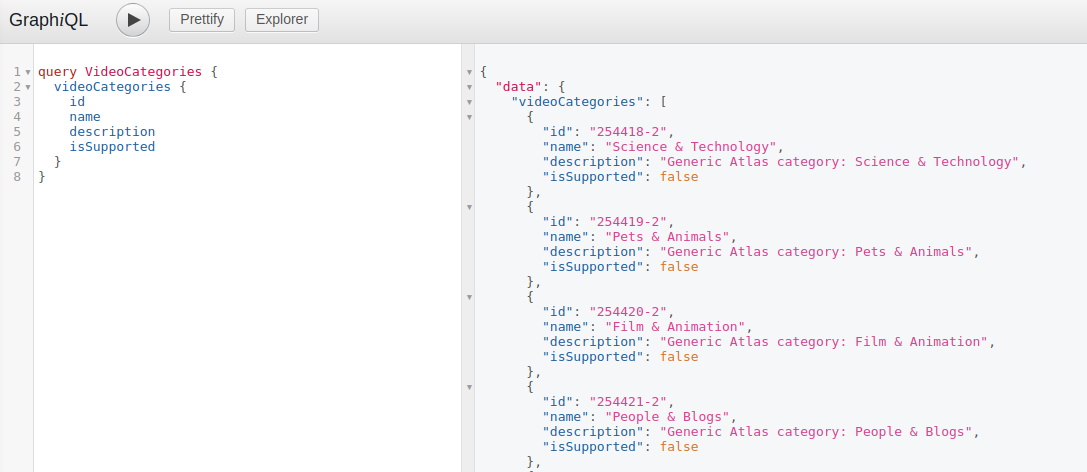 GraphiQL
Prettify
Explorer
1 query VideoCategories {
2   videoCategories {
3     id
4     name
5     description
6     isSupported
7   }
8 }
{
  "data": {
    "videoCategories": [
      {
        "id": "254418-2",
        "name": "Science & Technology",
        "description": "Generic Atlas category: Science & Technology",
        "isSupported": false
      },
      {
        "id": "254419-2",
        "name": "Pets & Animals",
        "description": "Generic Atlas category: Pets & Animals",
        "isSupported": false
      },
      {
        "id": "254420-2",
        "name": "Film & Animation",
        "description": "Generic Atlas category: Film & Animation",
        "isSupported": false
      },
      {
        "id": "254421-2",
        "name": "People & Blogs",
        "description": "Generic Atlas category: People & Blogs",
        "isSupported": false
      },